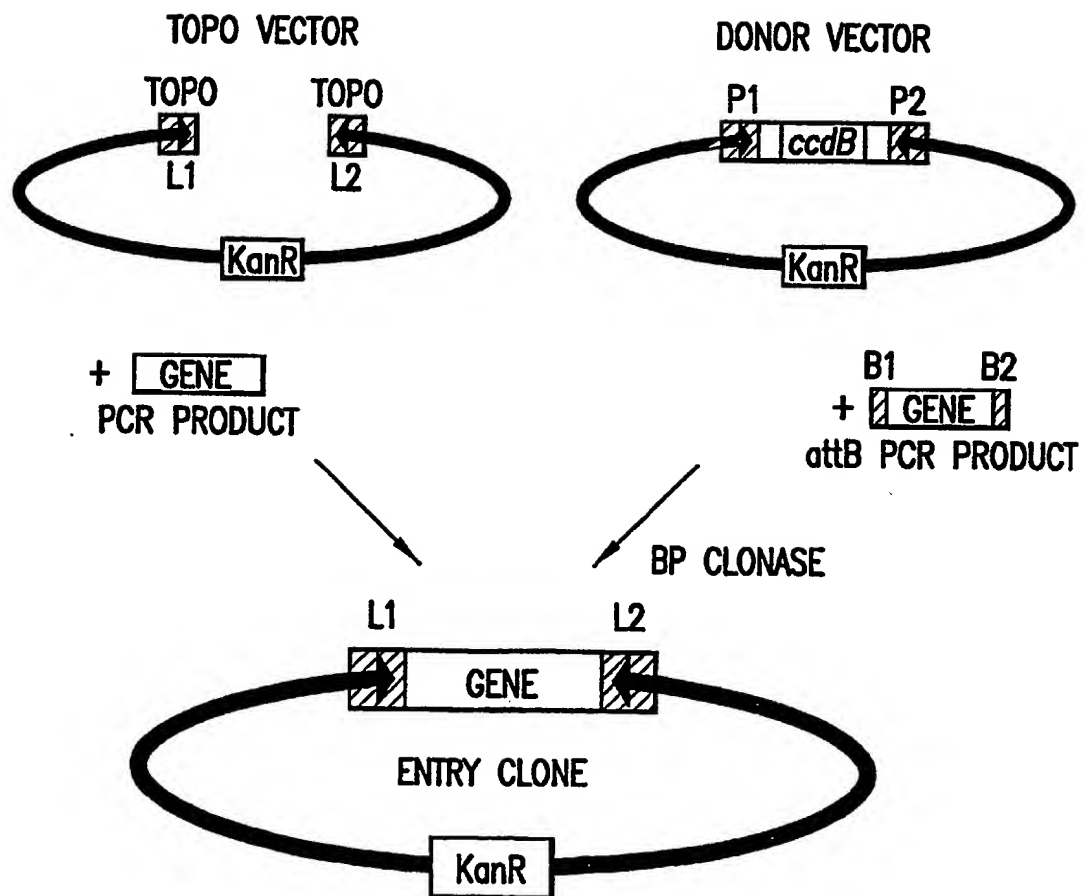 TOPO VECTOR
TOPO TOPO
L1 L2
KanR
+ GENE
PCR PRODUCT
DONOR VECTOR
P1 P2
ccdB
KanR
B1 B2
+ GENE
attB PCR PRODUCT
BP CLONASE
L1 L2
GENE
ENTRY CLONE
KanR